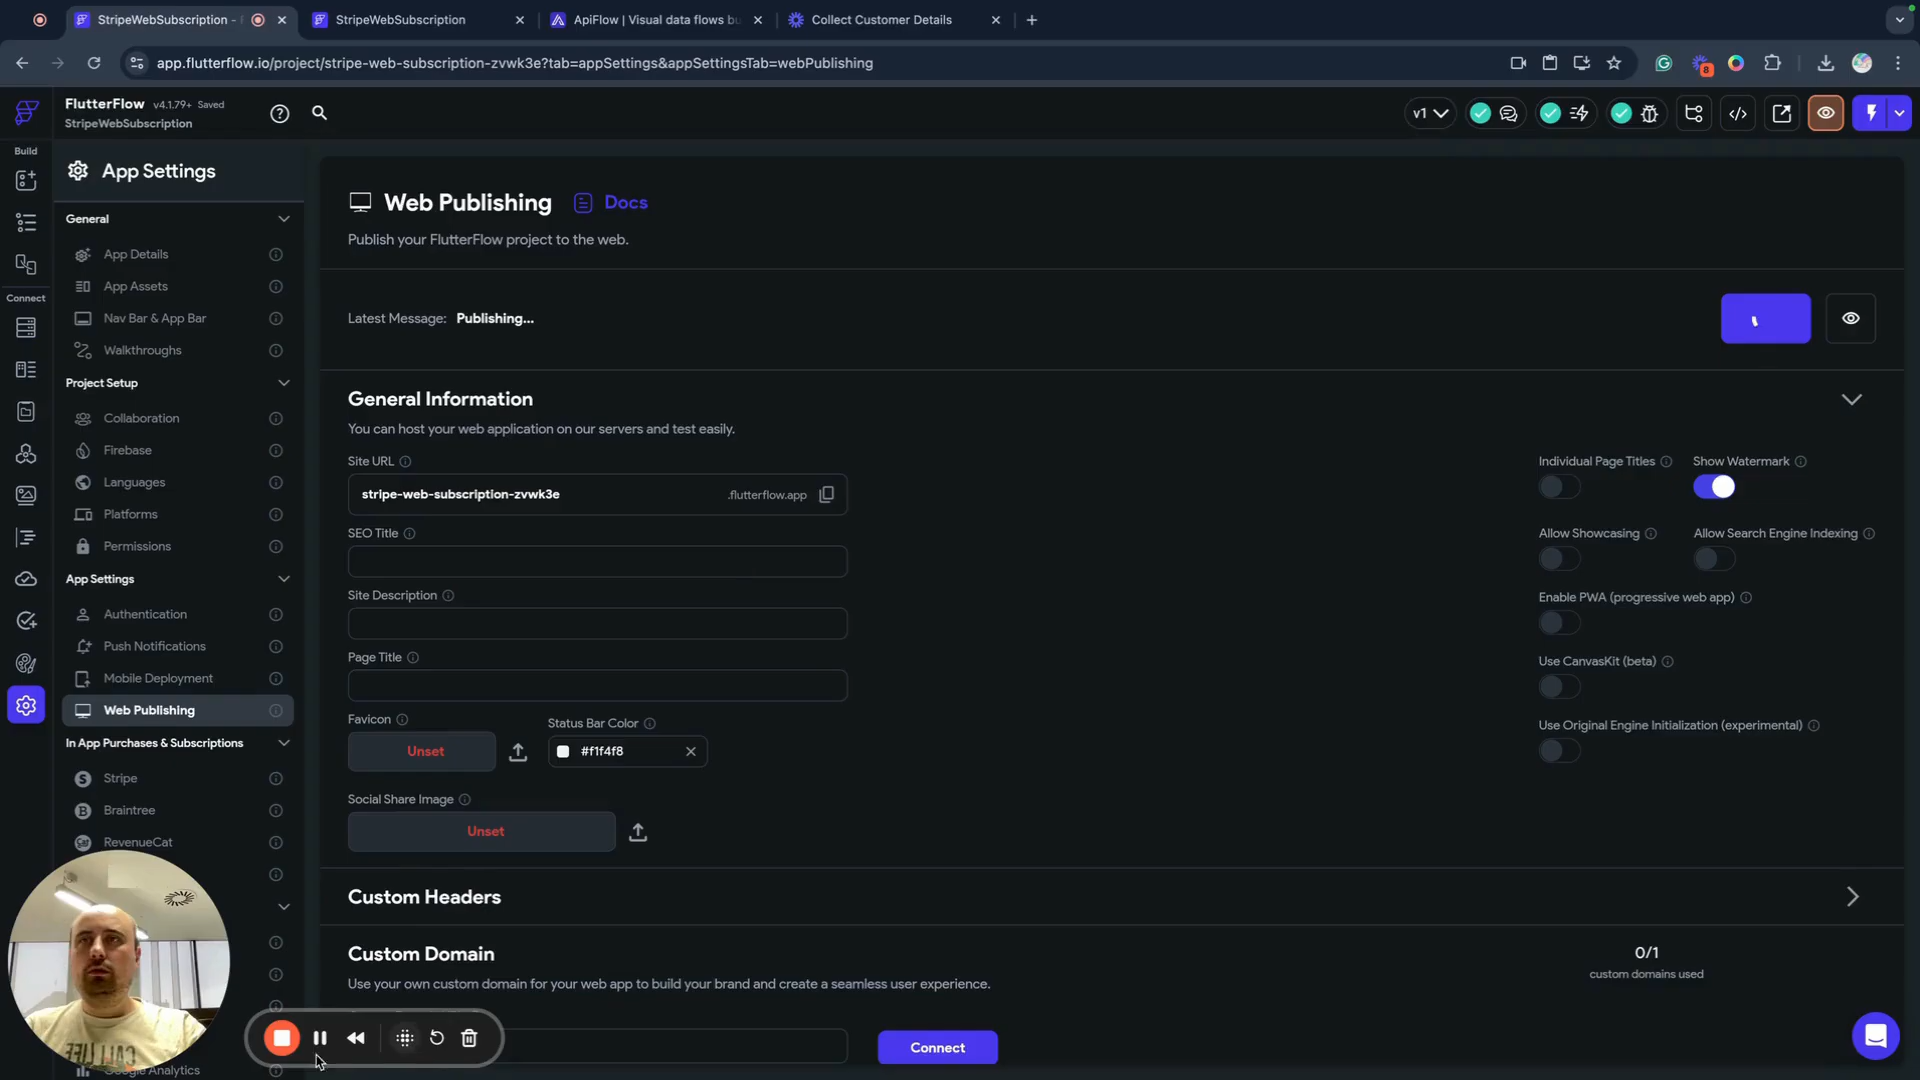 StripeWebSubscription -
StripeWebSubscription
ApiFlow | Visual data flows bu
Collect Customer Details
app.flutterflow.io/project/stripe-web-subscription-zvwk3e?tab=appSettings&appSettingsTab=webPublishing
8
FlutterFlow v4.1.79+ Saved
StripeWebSubscription
v1
Build
App Settings
General
App Details
App Assets
Nav Bar & App Bar
Connect
Walkthroughs
Project Setup
Collaboration
Firebase
Languages
Platforms
Permissions
App Settings
Authentication
Push Notifications
Mobile Deployment
Web Publishing
In App Purchases & Subscriptions
Stripe
Braintree
RevenueCat
Google Analytics
Web Publishing Docs
Publish your FlutterFlow project to the web.
Latest Message: Publishing...
General Information
You can host your web application on our servers and test easily.
Site URL
stripe-web-subscription-zvwk3e .flutterflow.app
SEO Title
Site Description
Page Title
Favicon Status Bar Color
Unset #f1f4f8
Social Share Image
Unset
Individual Page Titles Show Watermark
Allow Showcasing Allow Search Engine Indexing
Enable PWA (progressive web app)
Use CanvasKit (beta)
Use Original Engine Initialization (experimental)
Custom Headers
Custom Domain
0/1
custom domains used
Use your own custom domain for your web app to build your brand and create a seamless user experience.
Connect